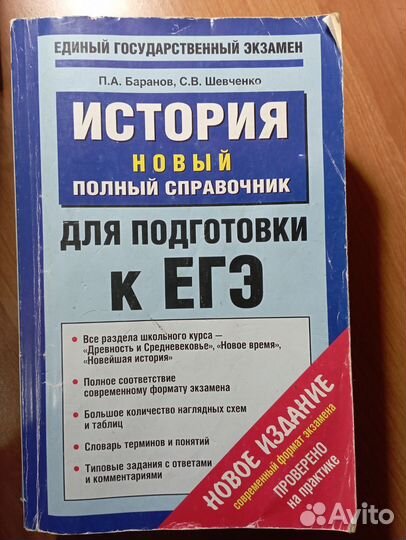 ЕДИНЫЙ ГОСУДАРСТВЕННЫЙ ЭКЗАМЕН
П.А. Баранов, С.В. Шевченко
ИСТОРИЯ
НОВЫЙ
ПОЛНЫЙ СПРАВОЧНИК
ДЛЯ ПОДГОТОВКИ
К ЕГЭ
• Все раздела школьного курса –
«Древность и Средневековье», «Новое время»,
«Новейшая история»
• Полное соответствие
современному формату экзамена
• Большое количество наглядных схем
и таблиц
• Словарь терминов и понятий
• Типовые задания с ответами
и комментариями
НОВОЕ ИЗДАНИЕ
современный формат экзамена
ПРОВЕРЕНО
на практике
Avito